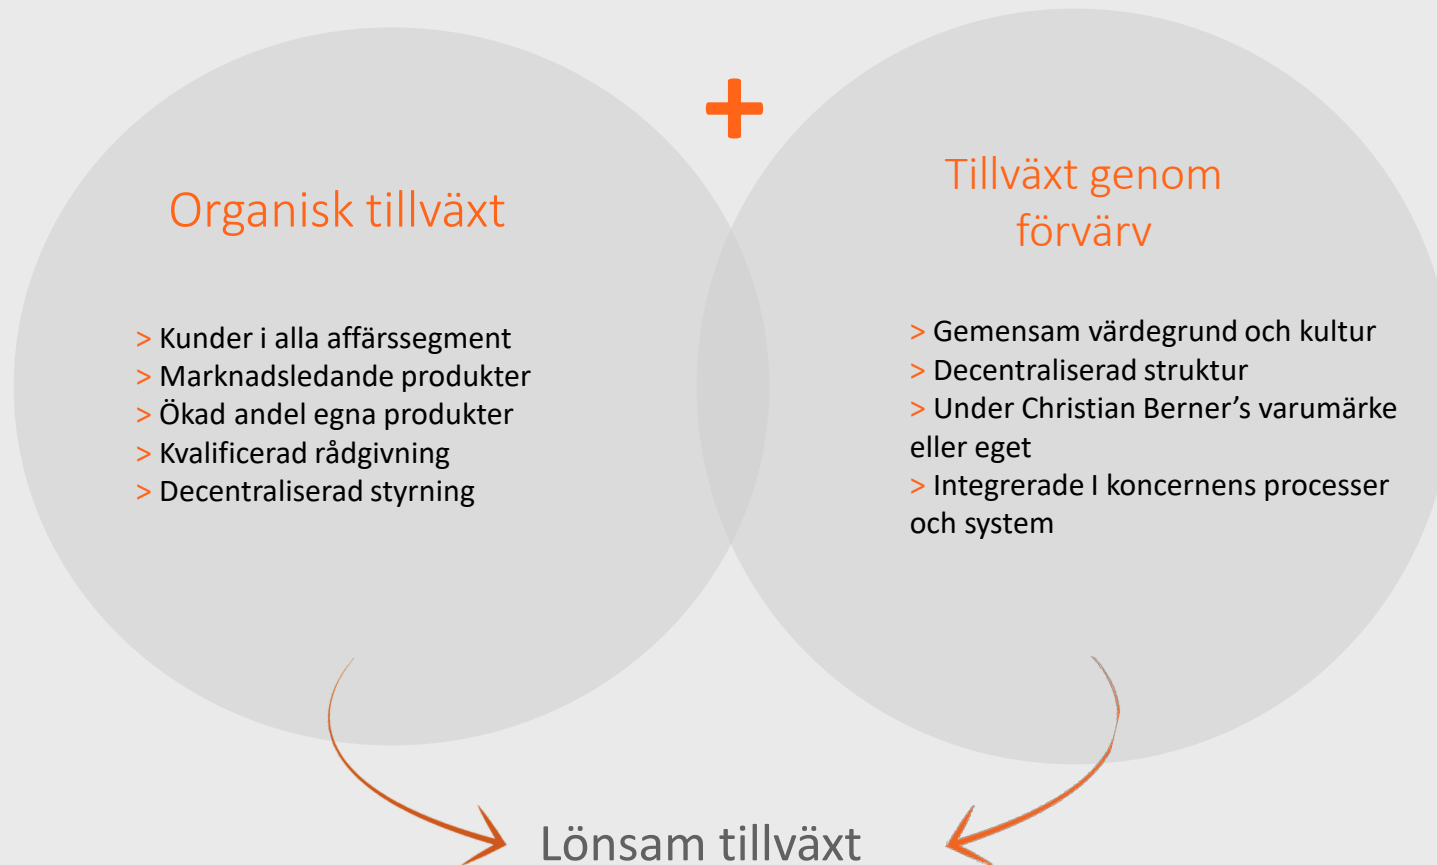 +
Organisk tillväxt
> Kunder i alla affärssegment
> Marknadsledande produkter
> Ökad andel egna produkter
> Kvalificerad rådgivning
> Decentraliserad styrning
Tillväxt genom
förvärv
> Gemensam värdegrund och kultur
> Decentraliserad struktur
> Under Christian Berner’s varumärke
eller eget
> Integrerade I koncernens processer
och system
Lönsam tillväxt